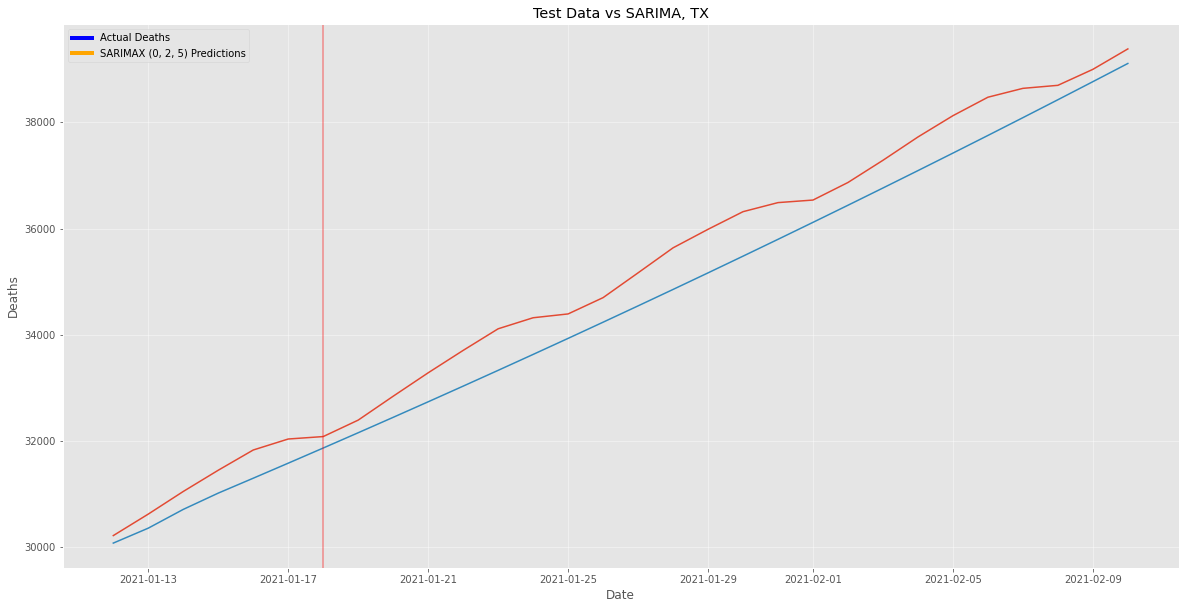 Test Data vs SARIMA, TX
Actual Deaths
SARIMAX (0, 2, 5) Predictions
Deaths
38000
36000
34000
32000
30000
2021-01-13
2021-01-17
2021-01-21
2021-01-25
2021-01-29
2021-02-01
2021-02-05
2021-02-09
Date